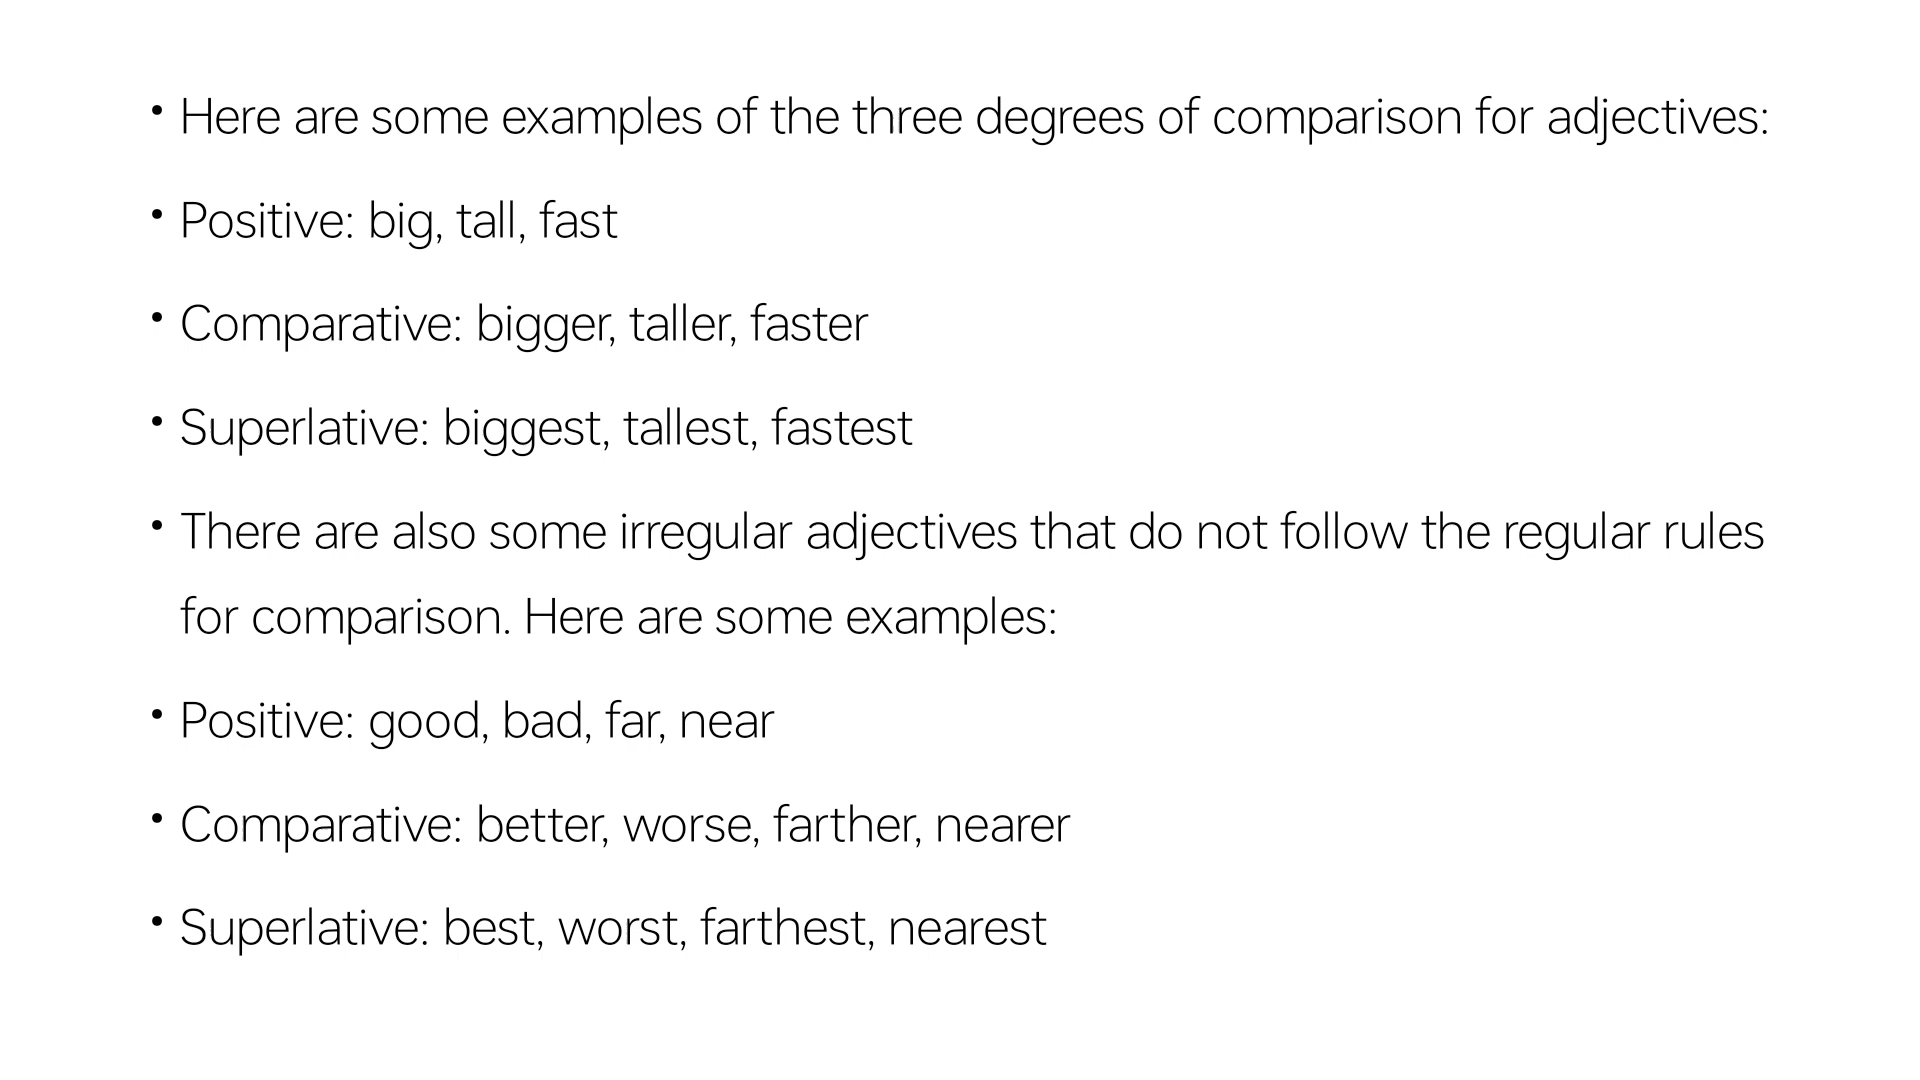 • Here are some examples of the three degrees of comparison for adjectives:
• Positive: big, tall, fast
• Comparative: bigger, taller, faster
• Superlative: biggest, tallest, fastest
• There are also some irregular adjectives that do not follow the regular rules
for comparison. Here are some examples:
• Positive: good, bad, far, near
• Comparative: better, worse, farther, nearer
• Superlative: best, worst, farthest, nearest